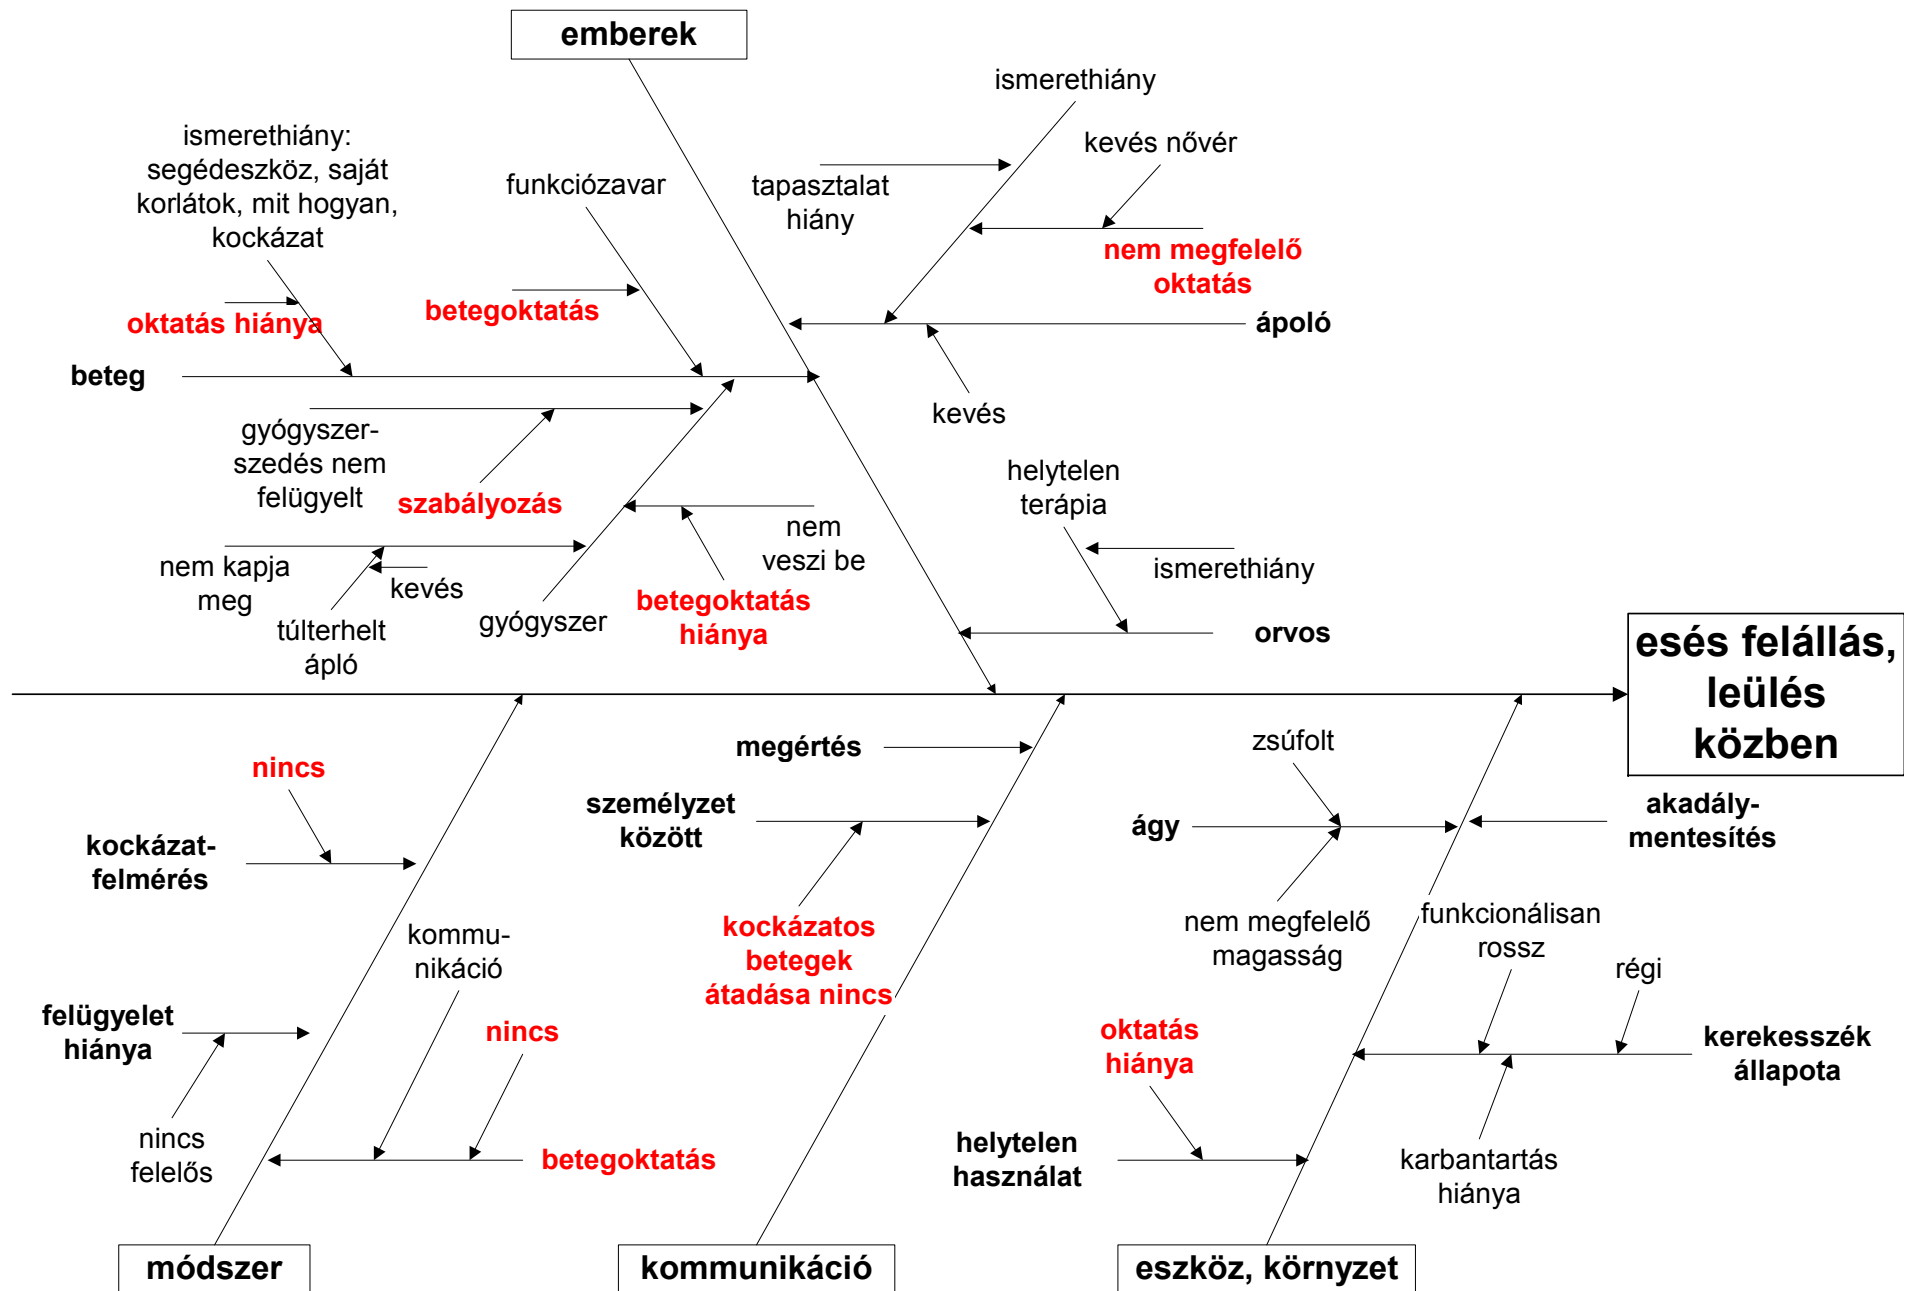 emberek
ismerethiány
kevés nővér
tapasztalat
hiány
nem megfelelő
oktatás
ápoló
kevés
ismerethiány:
segédeszköz, saját
korlátok, mit hogyan,
kockázat
funkciózavar
oktatás hiánya
betegoktatás
beteg
gyógyszer-
szedés nem
felügyelt
szabályozás
nem
veszi be
nem kapja
meg
kevés
túlterhelt
ápló
gyógyszer
betegoktatás
hiánya
helytelen
terápia
ismerethiány
orvos
esés felállás,
leülés
közben
nincs
kockázat-
felmérés
kommu-
nikáció
felügyelet
hiánya
nincs
nincs
felelős
betegoktatás
módszer
megértés
személyzet
között
kockázatos
betegek
átadása nincs
kommunikáció
zsúfolt
ágy
akadály-
mentesítés
nem megfelelő
magasság
funkcionálisan
rossz
régi
oktatás
hiánya
kerekesszék
állapota
helytelen
használat
karbantartás
hiánya
eszköz, környzet